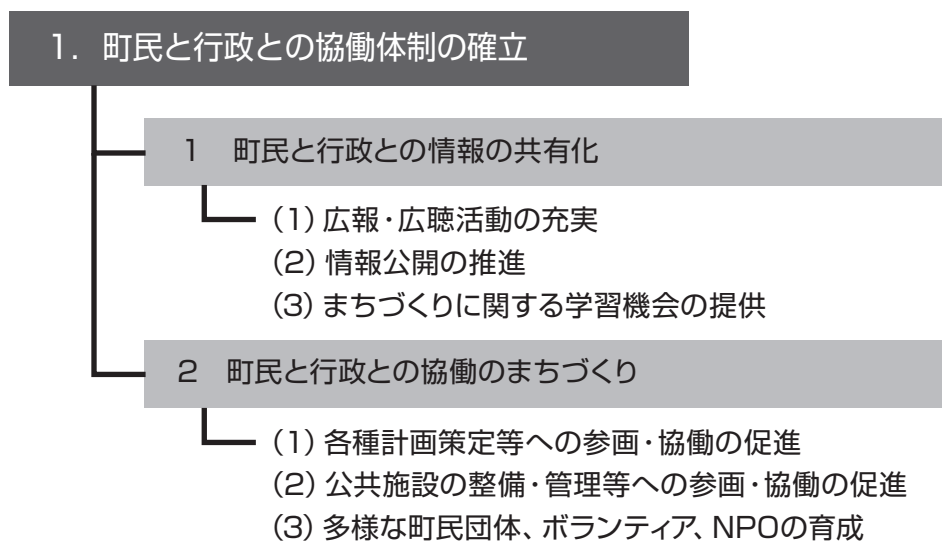 1. 町民と行政との協働体制の確立
1 町民と行政との情報の共有化
(1)広報・広聴活動の充実
(2)情報公開の推進
(3)まちづくりに関する学習機会の提供
2 町民と行政との協働のまちづくり
(1)各種計画策定等への参画・協働の促進
(2)公共施設の整備・管理等への参画・協働の促進
(3)多様な町民団体、ボランティア、NPOの育成